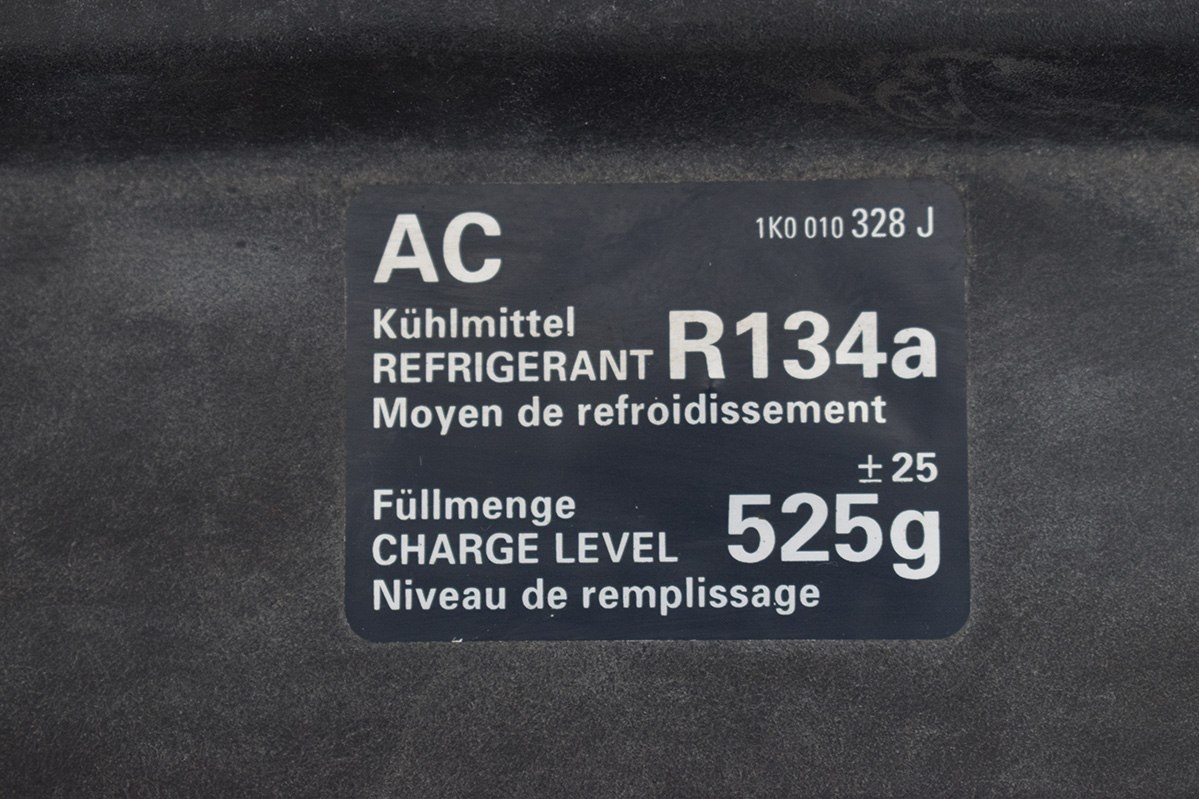 AC
1K0 010 328 J
Kühlmittel
REFRIGERANT R134a
Moyen de refroidissement
± 25
Füllmenge
CHARGE LEVEL 525g
Niveau de remplissage